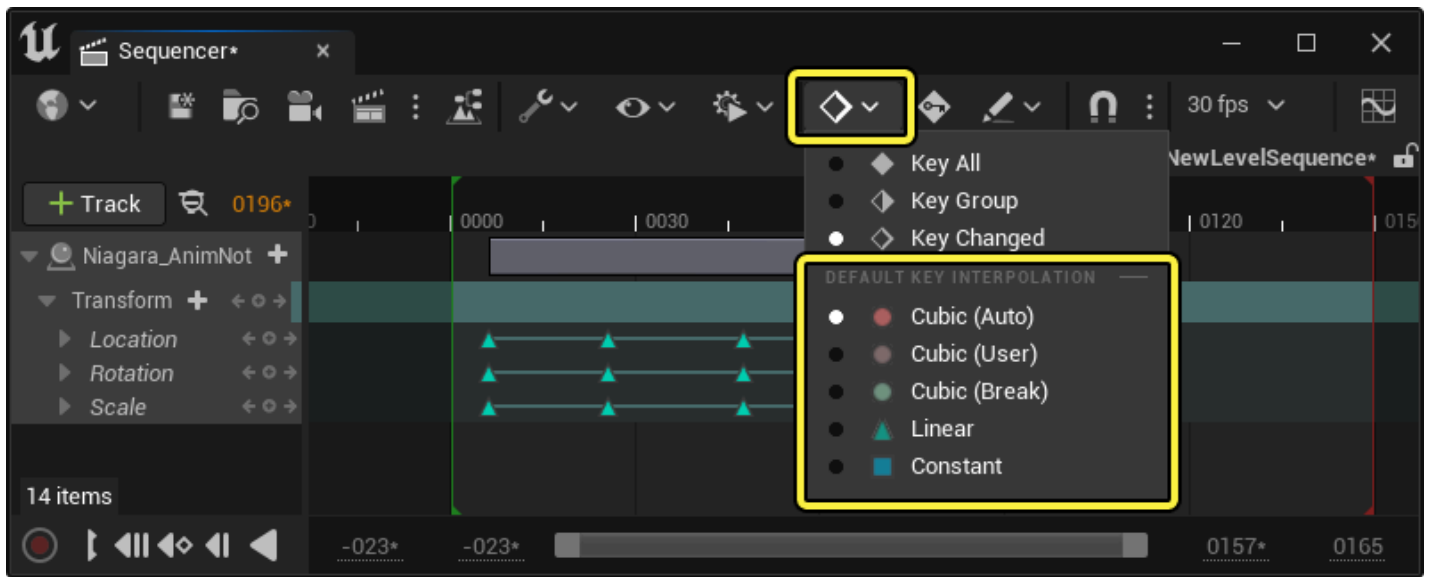 Sequencer*
30 fps
NewLevelSequence*
Key All
Key Group
Key Changed
Track
0196*
0000
0030
0120
Niagara_AnimNot
DEFAULT KEY INTERPOLATION
Transform
Cubic (Auto)
Location
Cubic (User)
Rotation
Cubic (Break)
Scale
Linear
Constant
14 items
-023*
-023*
0157*
0165